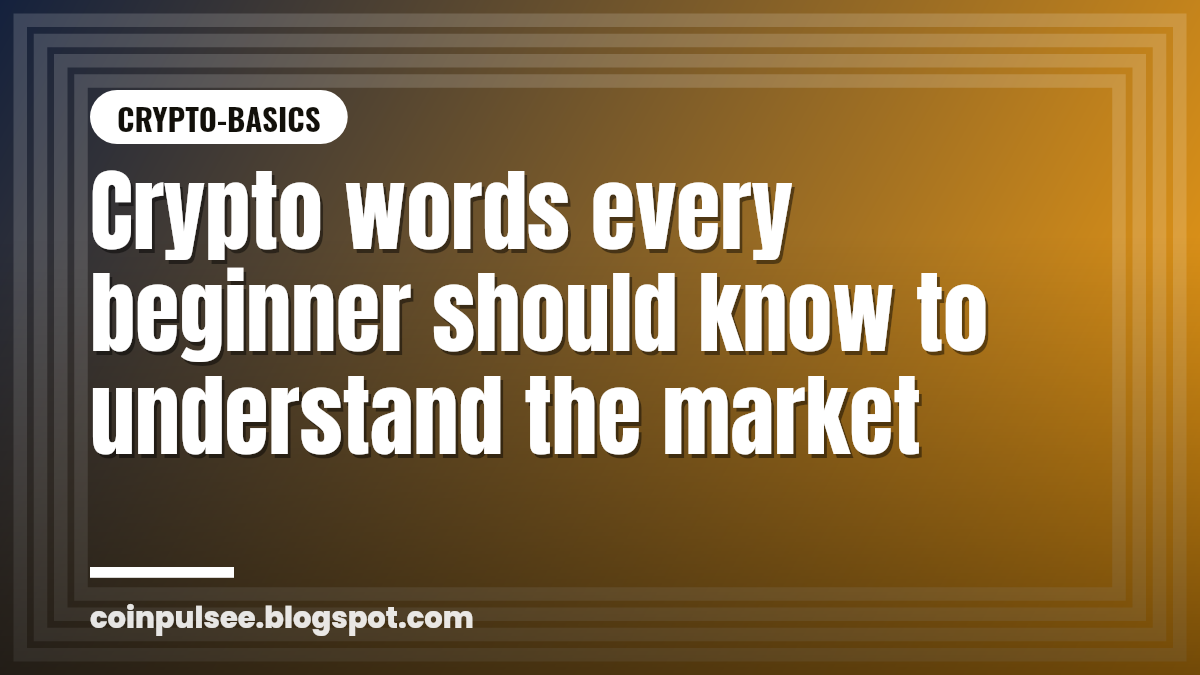 CRYPTO-BASICS
Crypto words every
beginner should know to
understand the market
coinpulsee.blogspot.com